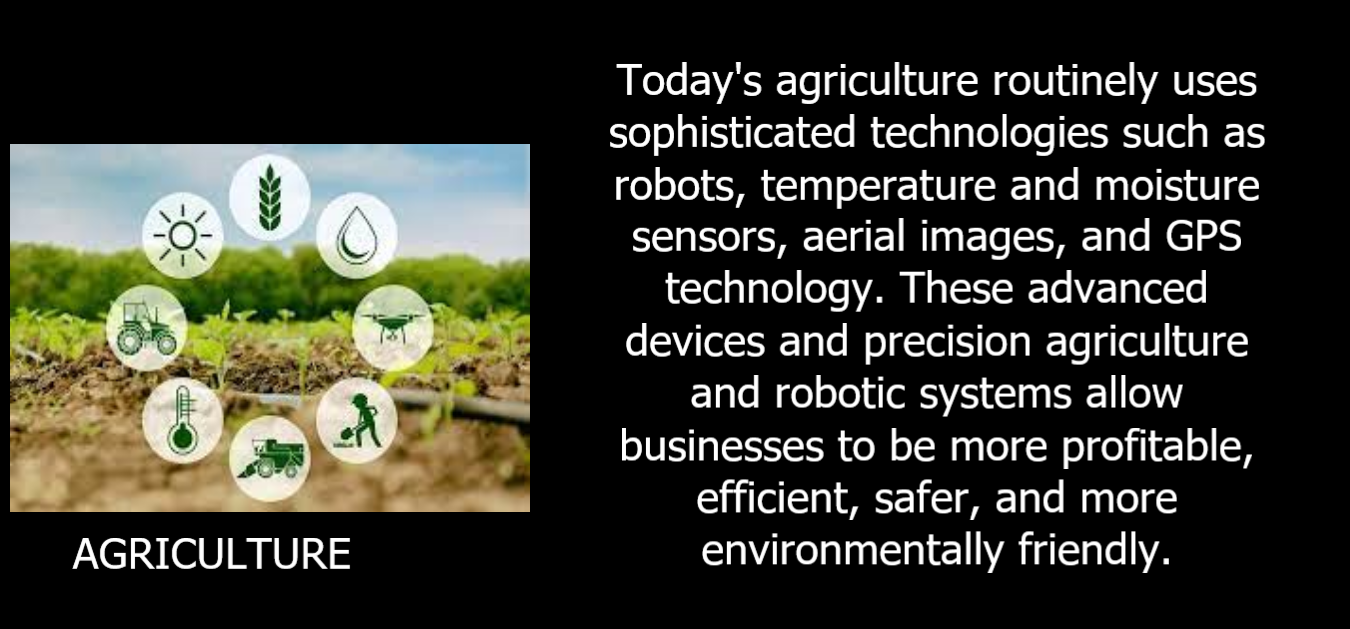 Today's agriculture routinely uses
sophisticated technologies such as
robots, temperature and moisture
sensors, aerial images, and GPS
technology. These advanced
devices and precision agriculture
and robotic systems allow
businesses to be more profitable,
efficient, safer, and more
environmentally friendly.
AGRICULTURE